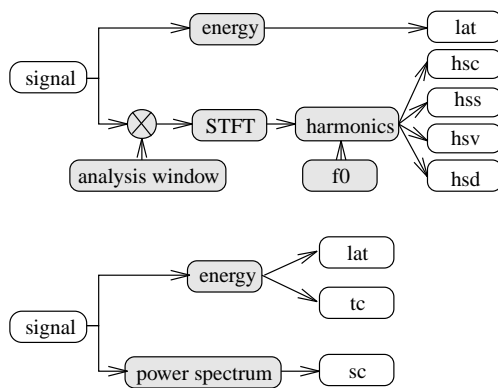 energy
lat
signal
hsc
hss
STFT
harmonics
hsv
analysis window
f0
hsd
lat
energy
tc
signal
power spectrum
sc